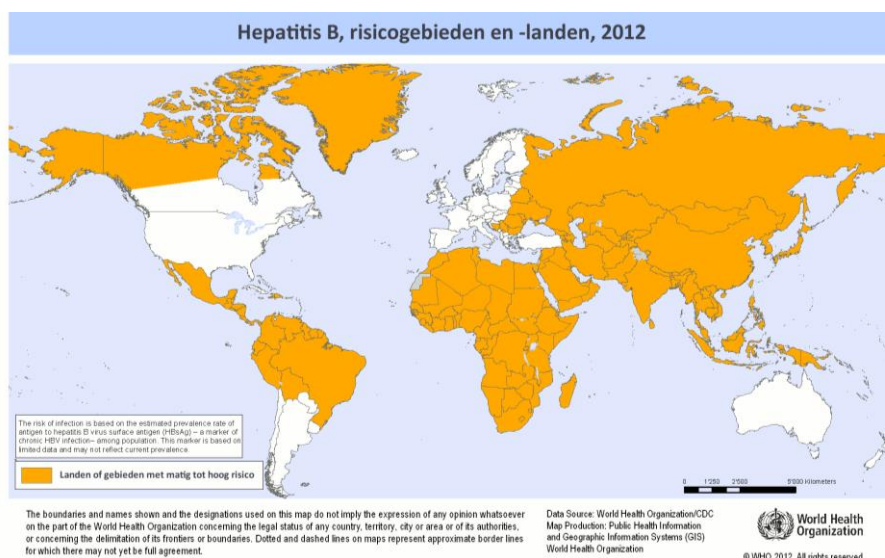 Hepatitis B, risicogebieden en -landen, 2012
The risk of infection is based on the estimated prevalence rate of
antigen to hepatitis B virus surface antigen (HBsAg) – a marker of
chronic HBV infection– among population. This marker is based on
limited data and may not reflect current prevalence.
Landen of gebieden met matig tot hoog risico
0 1'250 2'500 5'000 Kilometers
The boundaries and names shown and the designations used on this map do not imply the expression of any opinion whatsoever
on the part of the World Health Organization concerning the legal status of any country, territory, city or area or of its authorities,
or concerning the delimitation of its frontiers or boundaries. Dotted and dashed lines on maps represent approximate border lines
for which there may not yet be full agreement.
Data Source: World Health Organization/CDC
Map Production: Public Health Information
and Geographic Information Systems (GIS)
World Health Organization
World Health
Organization
© WHO 2012. All rights reserved